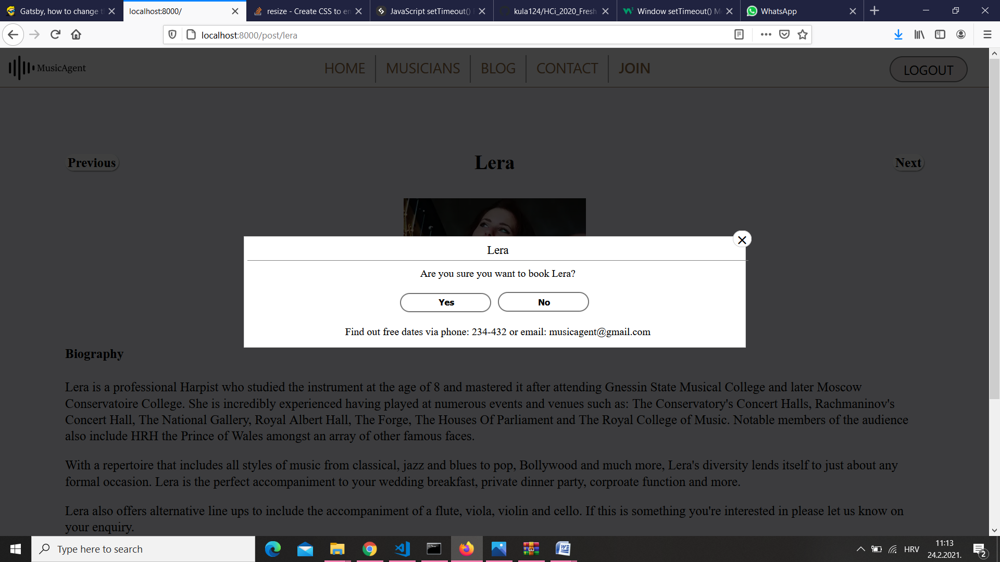 Gatsby, how to change t
localhost:8000/
resize - Create CSS to en
JavaScript setTimeout()
kula124/HCi_2020_Fresh
Window setTimeout() M
WhatsApp
localhost:8000/post/lera
MusicAgent
HOME
MUSICIANS
BLOG
CONTACT
JOIN
LOGOUT
Previous
Lera
Next
Lera
Are you sure you want to book Lera?
Yes
No
Find out free dates via phone: 234-432 or email: musicagent@gmail.com
Biography
Lera is a professional Harpist who studied the instrument at the age of 8 and mastered it after attending Gnessin State Musical College and later Moscow
Conservatoire College. She is incredibly experienced having played at numerous events and venues such as: The Conservatory's Concert Halls, Rachmaninov's
Concert Hall, The National Gallery, Royal Albert Hall, The Forge, The Houses Of Parliament and The Royal College of Music. Notable members of the audience
also include HRH the Prince of Wales amongst an array of other famous faces.
With a repertoire that includes all styles of music from classical, jazz and blues to pop, Bollywood and much more, Lera's diversity lends itself to just about any
formal occasion. Lera is the perfect accompaniment to your wedding breakfast, private dinner party, corproate function and more.
Lera also offers alternative line ups to include the accompaniment of a flute, viola, violin and cello. If this is something you're interested in please let us know on
your enquiry.
Type here to search
HRV
11:13
24.2.2021.
2